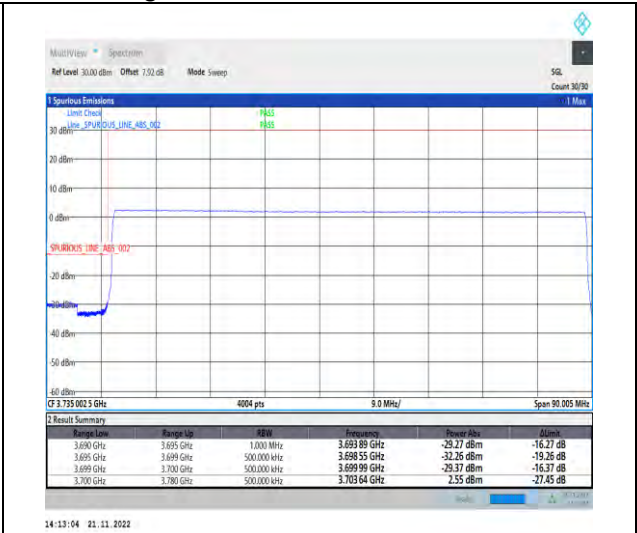 MultiView Spectrum
Ref Level 30.00 dBm Offset 7.92 dB Mode Sweep SGL
Count 30/30
1 Spurious Emissions 1 Max
Limit Check PASS
Line _SPURIOUS_LINE_ABS_002 PASS
30 dBm
20 dBm
10 dBm
0 dBm
SPURIOUS_LINE_ABS_002
-20 dBm
-30 dBm
-40 dBm
-50 dBm
-60 dBm
CF 3.735 002 5 GHz 4004 pts 9.0 MHz/ Span 90.005 MHz
2 Result Summary
Range Low Range Up RBW Frequency Power Abs ΔLimit
3.690 GHz 3.695 GHz 1.000 MHz 3.693 89 GHz -29.27 dBm -16.27 dB
3.695 GHz 3.699 GHz 500.000 kHz 3.698 55 GHz -32.26 dBm -19.26 dB
3.699 GHz 3.700 GHz 500.000 kHz 3.699 99 GHz -29.37 dBm -16.37 dB
3.700 GHz 3.780 GHz 500.000 kHz 3.703 64 GHz 2.55 dBm -27.45 dB
14:13:04 21.11.2022